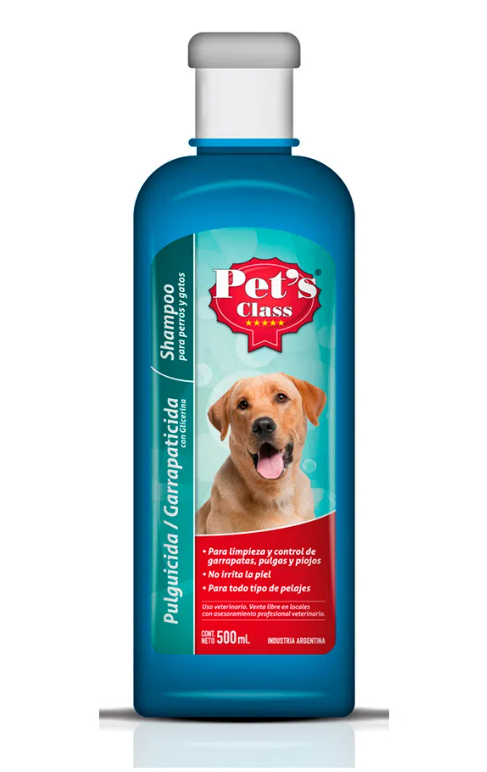 Pet's®
Class
Shampoo
para perros y gatos
Pulguicida / Garrapaticida
con Glicerina
• Para limpieza y control de
garrapatas, pulgas y piojos
• No irrita la piel
• Para todo tipo de pelajes
Uso veterinario. Venta libre en locales
con asesoramiento profesional veterinario.
CONT.
NETO 500 mL.
INDUSTRIA ARGENTINA